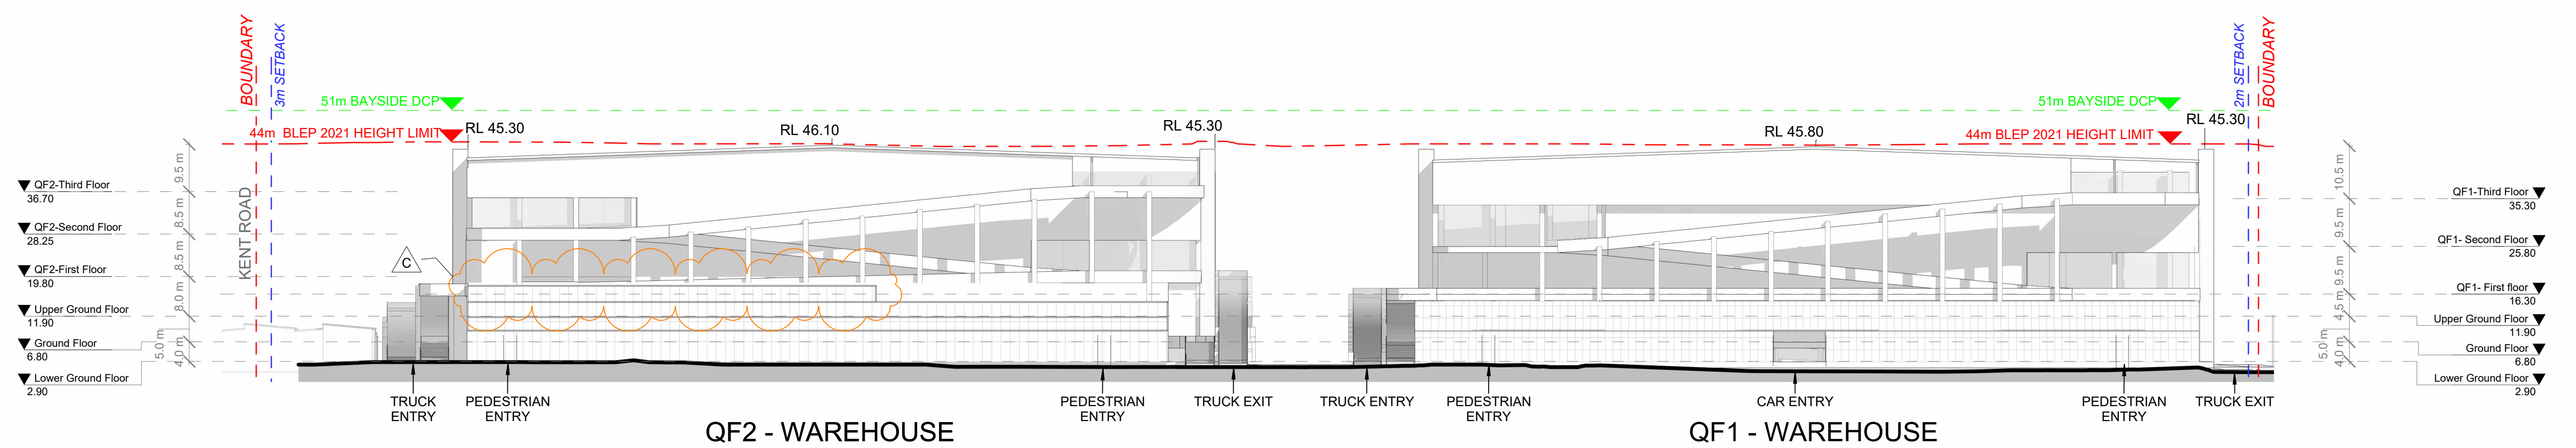 BOUNDARY
3m SETBACK
2m SETBACK
BOUNDARY
51m BAYSIDE DCP
51m BAYSIDE DCP
44m BLEP 2021 HEIGHT LIMIT
RL 45.30
RL 46.10
RL 45.30
RL 45.80
44m BLEP 2021 HEIGHT LIMIT
RL 45.30
KENT ROAD
C
QF2-Third Floor
36.70
QF2-Second Floor
28.25
QF2-First Floor
19.80
Upper Ground Floor
11.90
Ground Floor
6.80
Lower Ground Floor
2.90
9.5 m
8.5 m
8.5 m
8.0 m
5.0 m
4.0 m
10.5 m
9.5 m
9.5 m
4.5 m
5.0 m
4.0 m
QF1-Third Floor
35.30
QF1- Second Floor
25.80
QF1- First floor
16.30
Upper Ground Floor
11.90
Ground Floor
6.80
Lower Ground Floor
2.90
TRUCK
ENTRY
PEDESTRIAN
ENTRY
PEDESTRIAN
ENTRY
TRUCK EXIT
TRUCK ENTRY
PEDESTRIAN
ENTRY
CAR ENTRY
PEDESTRIAN
ENTRY
TRUCK EXIT
QF2 - WAREHOUSE
QF1 - WAREHOUSE